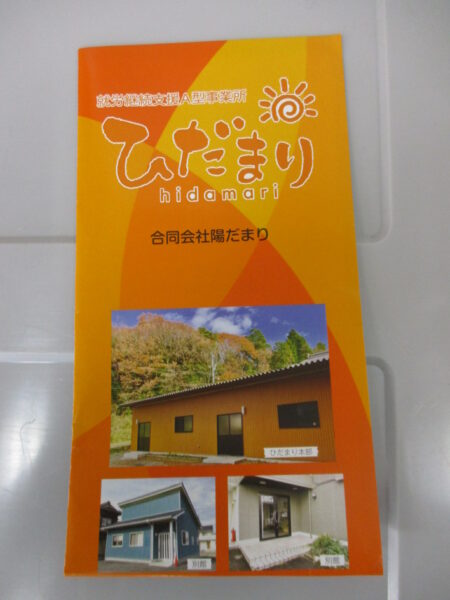 就労継続支援A型事業所
ひだまり
hidamari
合同会社陽だまり
ひだまり本部
別館
別館